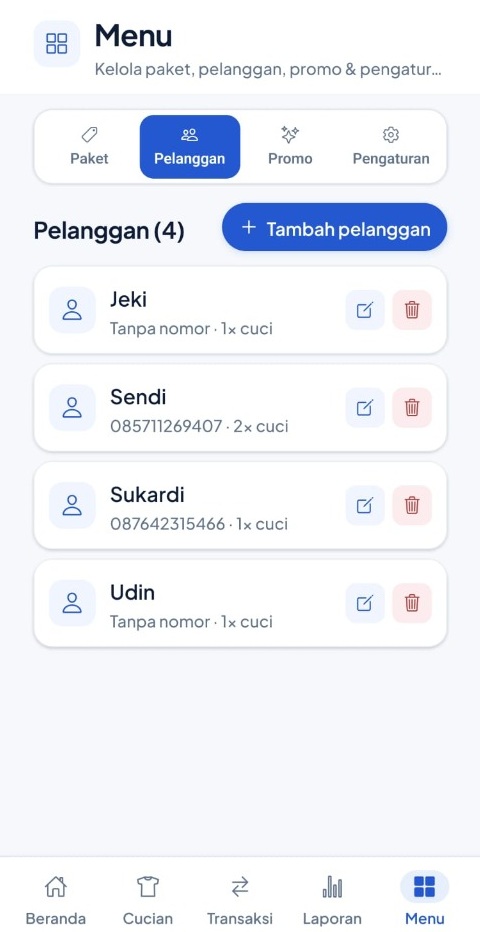 Menu
Kelola paket, pelanggan, promo & pengatur...
Paket
Pelanggan
Promo
Pengaturan
Pelanggan (4)
+ Tambah pelanggan
Jeki
Tanpa nomor · 1× cuci
Sendi
085711269407 · 2× cuci
Sukardi
087642315466 · 1× cuci
Udin
Tanpa nomor · 1× cuci
Beranda
Cucian
Transaksi
Laporan
Menu